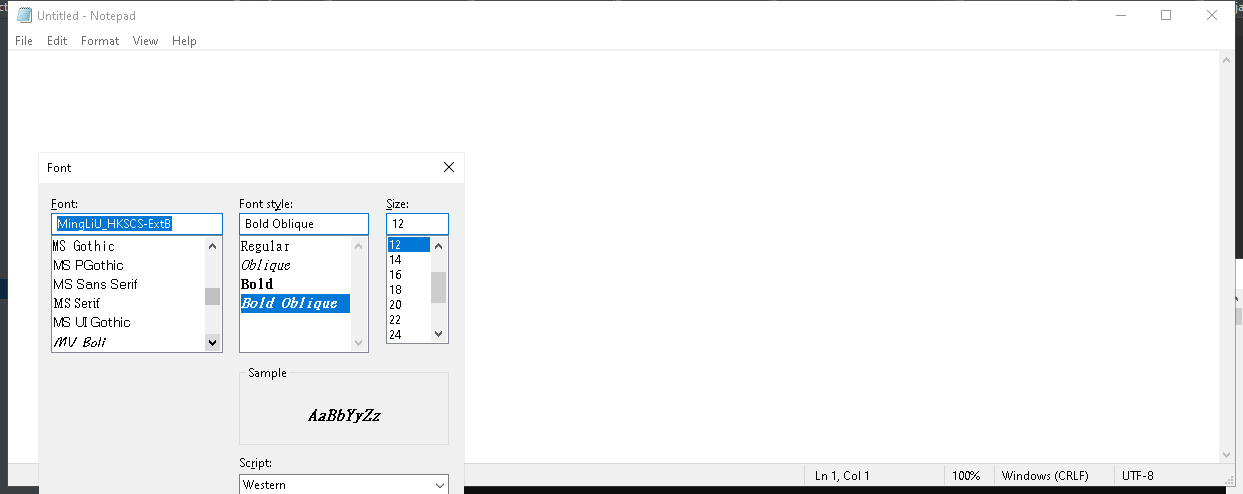 Untitled - Notepad
File Edit Format View Help
Font
Font: Font style: Size:
MingLiU_HKSCS-ExtB Bold Oblique 12
MS Gothic Regular 12
MS PGothic Oblique 14
MS Sans Serif Bold 16
MS Serif Bold Oblique 18
MS UI Gothic 20
MV Boli 22
24
Sample
AaBbYyZz
Script:
Western
Ln 1, Col 1 100% Windows (CRLF) UTF-8